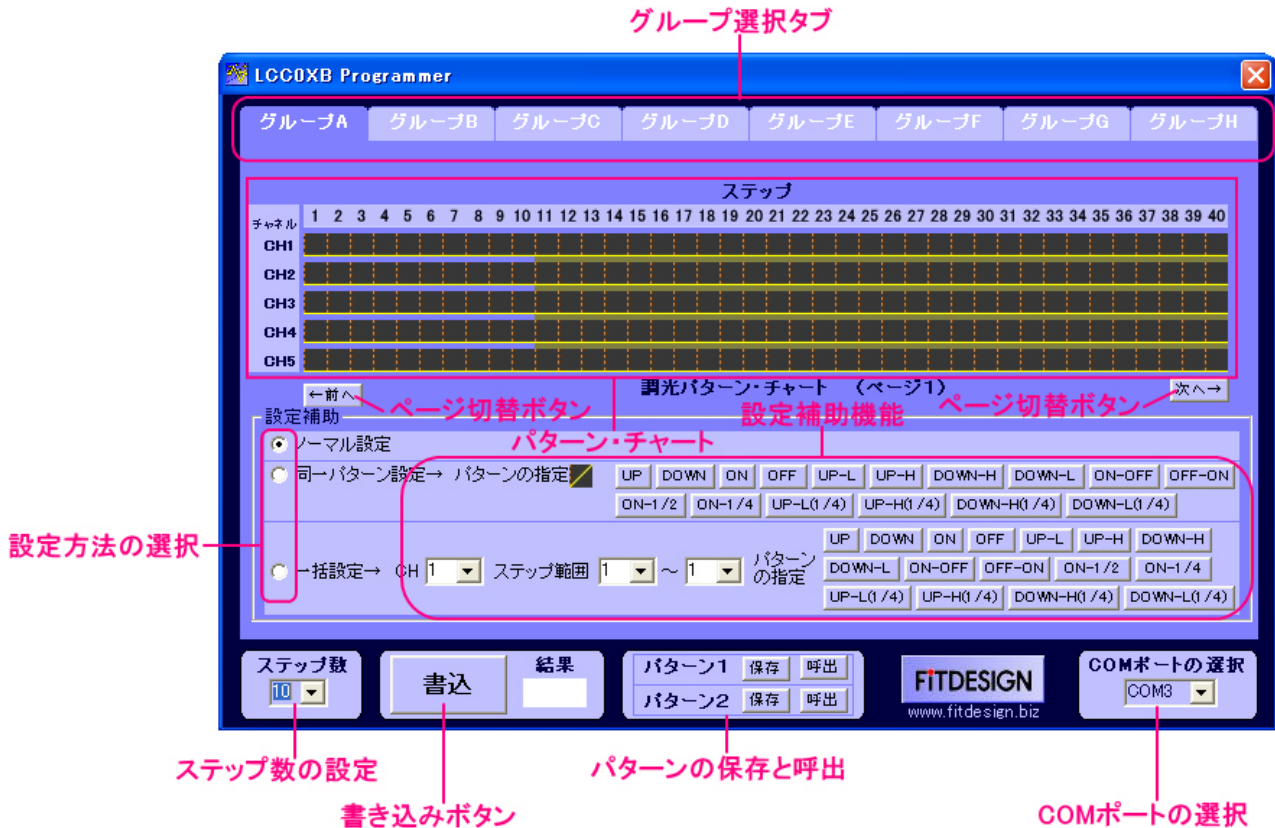 グループ選択タブ
LCC0XB Programmer
グループA グループB グループC グループD グループE グループF グループG グループH
ステップ
チャネル 1 2 3 4 5 6 7 8 9 10 11 12 13 14 15 16 17 18 19 20 21 22 23 24 25 26 27 28 29 30 31 32 33 34 35 36 37 38 39 40
CH1
CH2
CH3
CH4
CH5
←前へ 調光パターン・チャート (ページ1) 次へ→
ページ切替ボタン 設定補助機能 ページ切替ボタン
設定補助
パターン・チャート
ノーマル設定
同一パターン設定→ パターンの指定 UP DOWN ON OFF UP-L UP-H DOWN-H DOWN-L ON-OFF OFF-ON
ON-1/2 ON-1/4 UP-L(1/4) UP-H(1/4) DOWN-H(1/4) DOWN-L(1/4)
設定方法の選択
一括設定→ CH 1 ステップ範囲 1 ～ 1 パターンの指定
UP DOWN ON OFF UP-L UP-H DOWN-H
DOWN-L ON-OFF OFF-ON ON-1/2 ON-1/4
UP-L(1/4) UP-H(1/4) DOWN-H(1/4) DOWN-L(1/4)
ステップ数 10
書込 結果
パターン1 保存 呼出
パターン2 保存 呼出
FiTDESIGN
www.fitdesign.biz
COMポートの選択
COM3
ステップ数の設定
書き込みボタン
パターンの保存と呼出
COMポートの選択